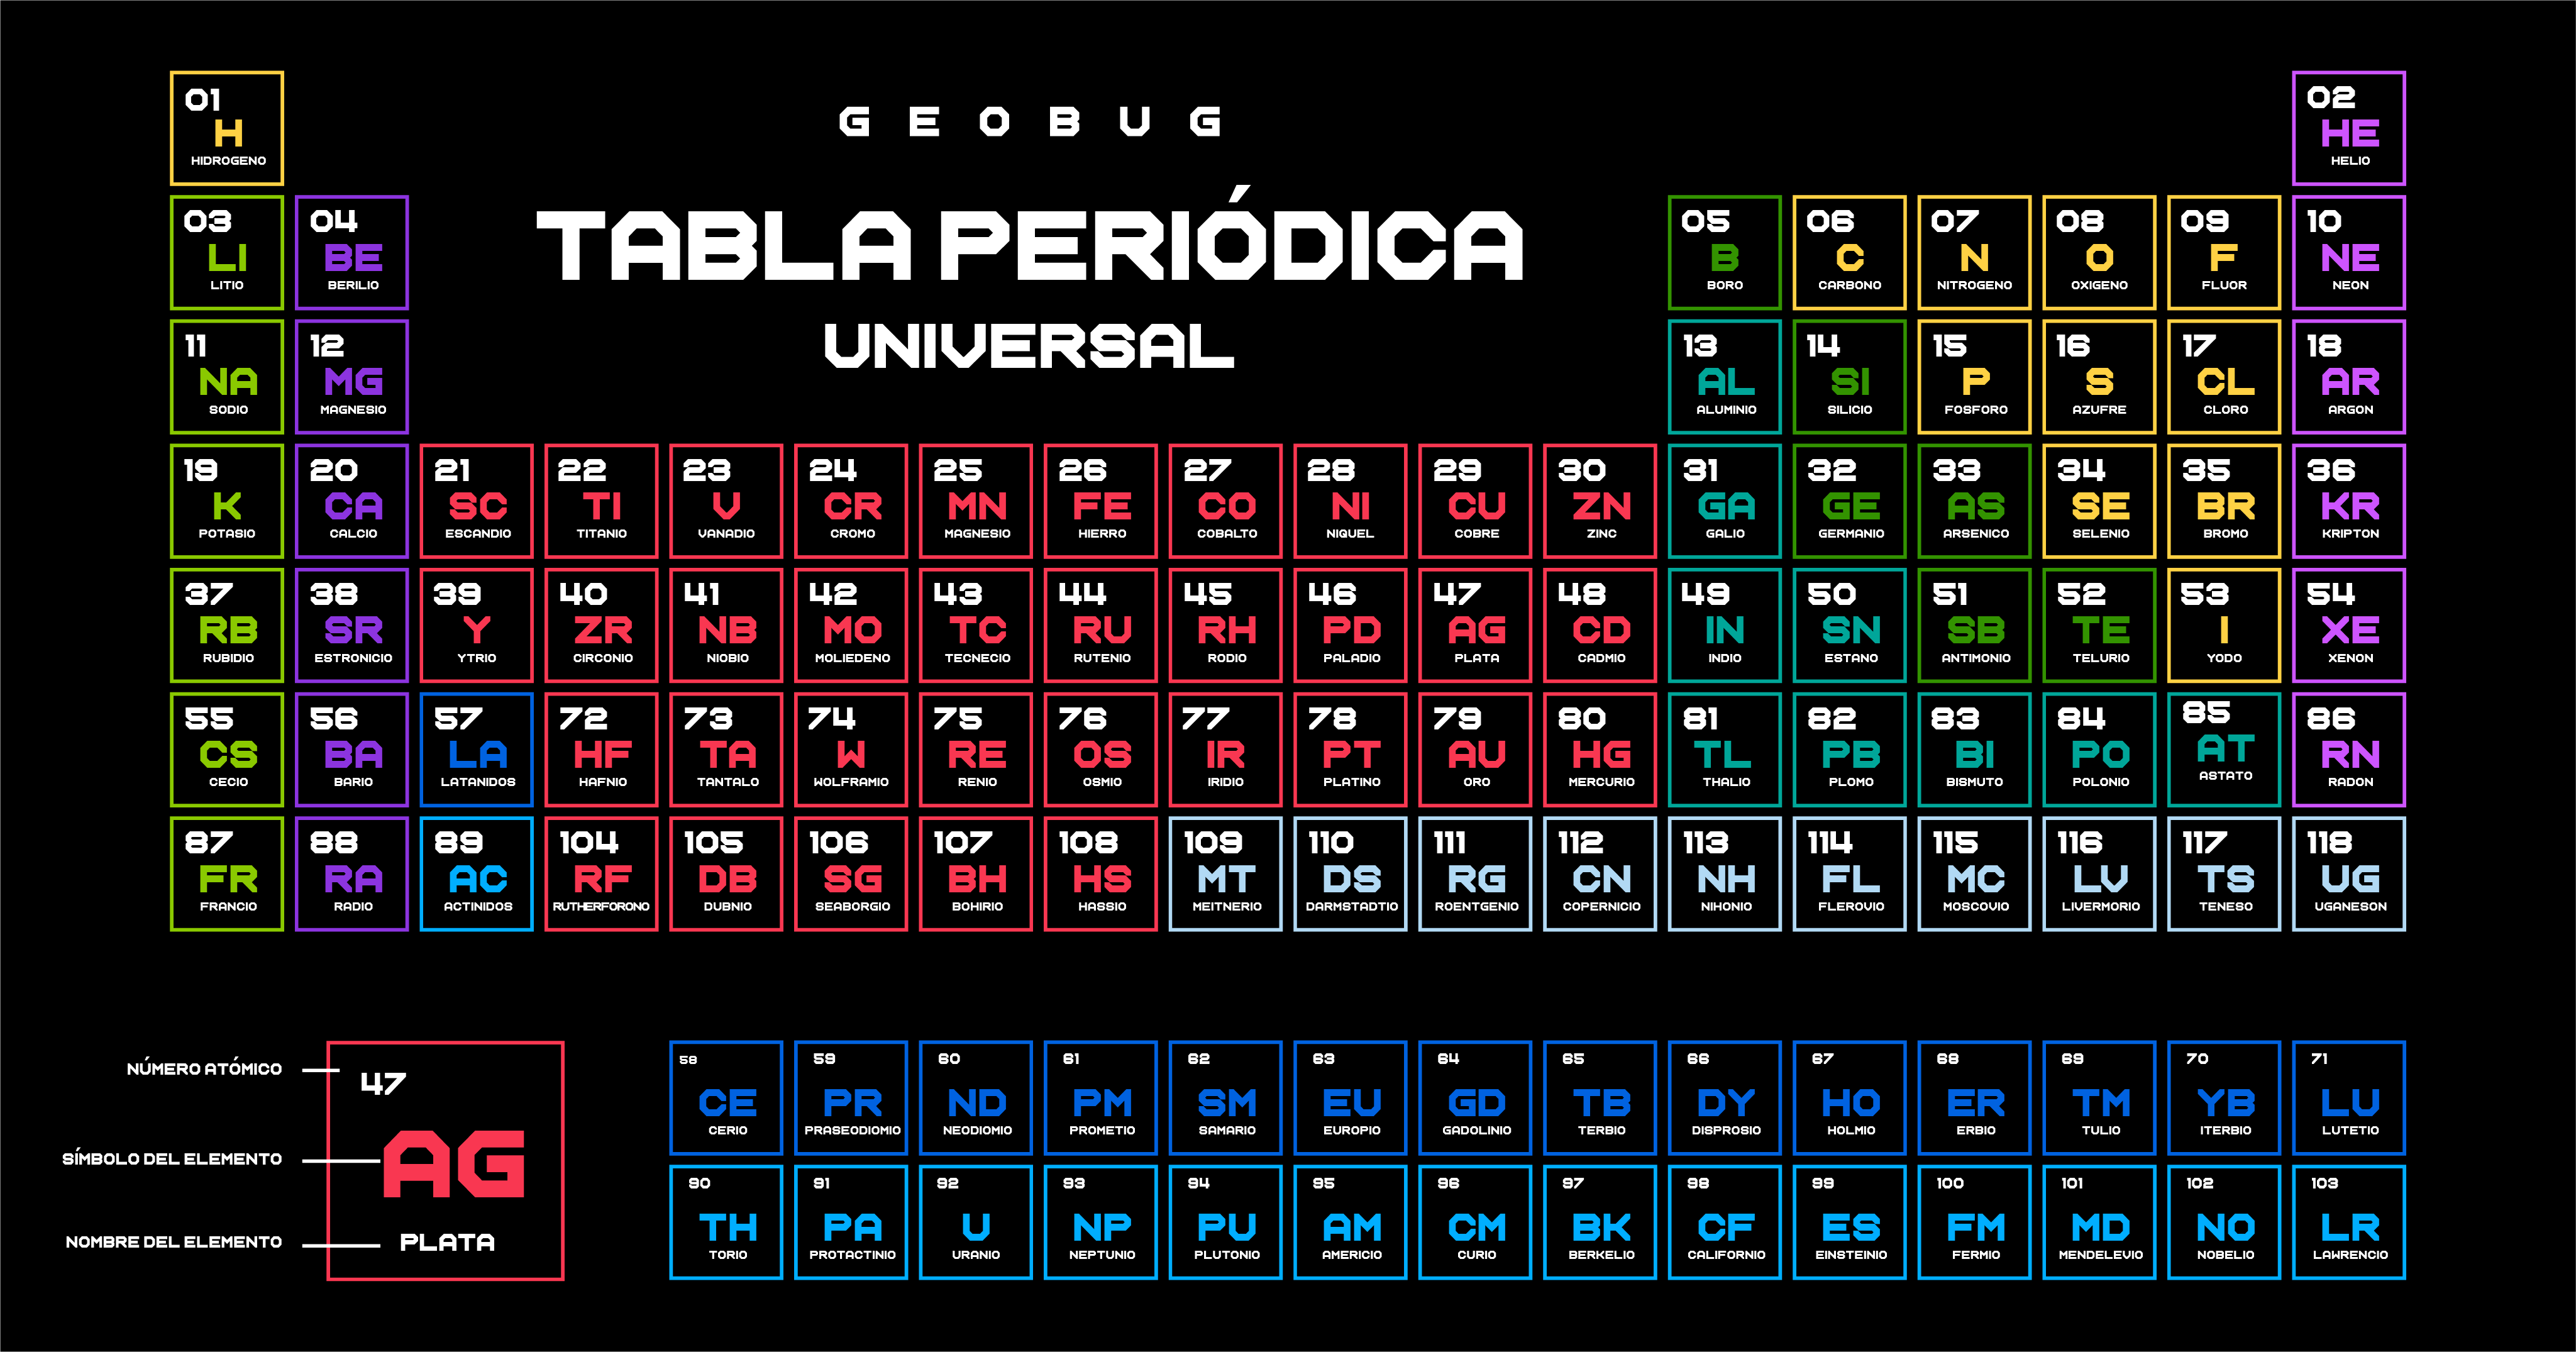 GEOBUG
TABLA PERIÓDICA
UNIVERSAL
01 H HIDROGENO
02 HE HELIO
03 LI LITIO
04 BE BERILIO
05 B BORO
06 C CARBONO
07 N NITROGENO
08 O OXIGENO
09 F FLUOR
10 NE NEON
11 NA SODIO
12 MG MAGNESIO
13 AL ALUMINIO
14 SI SILICIO
15 P FOSFORO
16 S AZUFRE
17 CL CLORO
18 AR ARGON
19 K POTASIO
20 CA CALCIO
21 SC ESCANDIO
22 TI TITANIO
23 V VANADIO
24 CR CROMO
25 MN MAGNESIO
26 FE HIERRO
27 CO COBALTO
28 NI NIQUEL
29 CU COBRE
30 ZN ZINC
31 GA GALIO
32 GE GERMANIO
33 AS ARSENICO
34 SE SELENIO
35 BR BROMO
36 KR KRIPTON
37 RB RUBIDIO
38 SR ESTRONICIO
39 Y YTRIO
40 ZR CIRCONIO
41 NB NIOBIO
42 MO MOLIEDENO
43 TC TECNECIO
44 RU RUTENIO
45 RH RODIO
46 PD PALADIO
47 AG PLATA
48 CD CADMIO
49 IN INDIO
50 SN ESTANO
51 SB ANTIMONIO
52 TE TELURIO
53 I YODO
54 XE XENON
55 CS CECIO
56 BA BARIO
57 LA LATANIDOS
72 HF HAFNIO
73 TA TANTALO
74 W WOLFRAMIO
75 RE RENIO
76 OS OSMIO
77 IR IRIDIO
78 PT PLATINO
79 AU ORO
80 HG MERCURIO
81 TL THALIO
82 PB PLOMO
83 BI BISMUTO
84 PO POLONIO
85 AT ASTATO
86 RN RADON
87 FR FRANCIO
88 RA RADIO
89 AC ACTINIDOS
104 RF RUTHERFORONO
105 DB DUBNIO
106 SG SEABORGIO
107 BH BOHIRIO
108 HS HASSIO
109 MT MEITNERIO
110 DS DARMSTADTIO
111 RG ROENTGENIO
112 CN COPERNICIO
113 NH NIHONIO
114 FL FLEROVIO
115 MC MOSCOVIO
116 LV LIVERMORIO
117 TS TENESO
118 UG UGANESON
NÚMERO ATÓMICO
47
SÍMBOLO DEL ELEMENTO
AG
NOMBRE DEL ELEMENTO
PLATA
58 CE CERIO
59 PR PRASEODIOMIO
60 ND NEODIOMIO
61 PM PROMETIO
62 SM SAMARIO
63 EU EUROPIO
64 GD GADOLINIO
65 TB TERBIO
66 DY DISPROSIO
67 HO HOLMIO
68 ER ERBIO
69 TM TULIO
70 YB ITERBIO
71 LU LUTETIO
90 TH TORIO
91 PA PROTACTINIO
92 U URANIO
93 NP NEPTUNIO
94 PU PLUTONIO
95 AM AMERICIO
96 CM CURIO
97 BK BERKELIO
98 CF CALIFORNIO
99 ES EINSTEINIO
100 FM FERMIO
101 MD MENDELEVIO
102 NO NOBELIO
103 LR LAWRENCIO